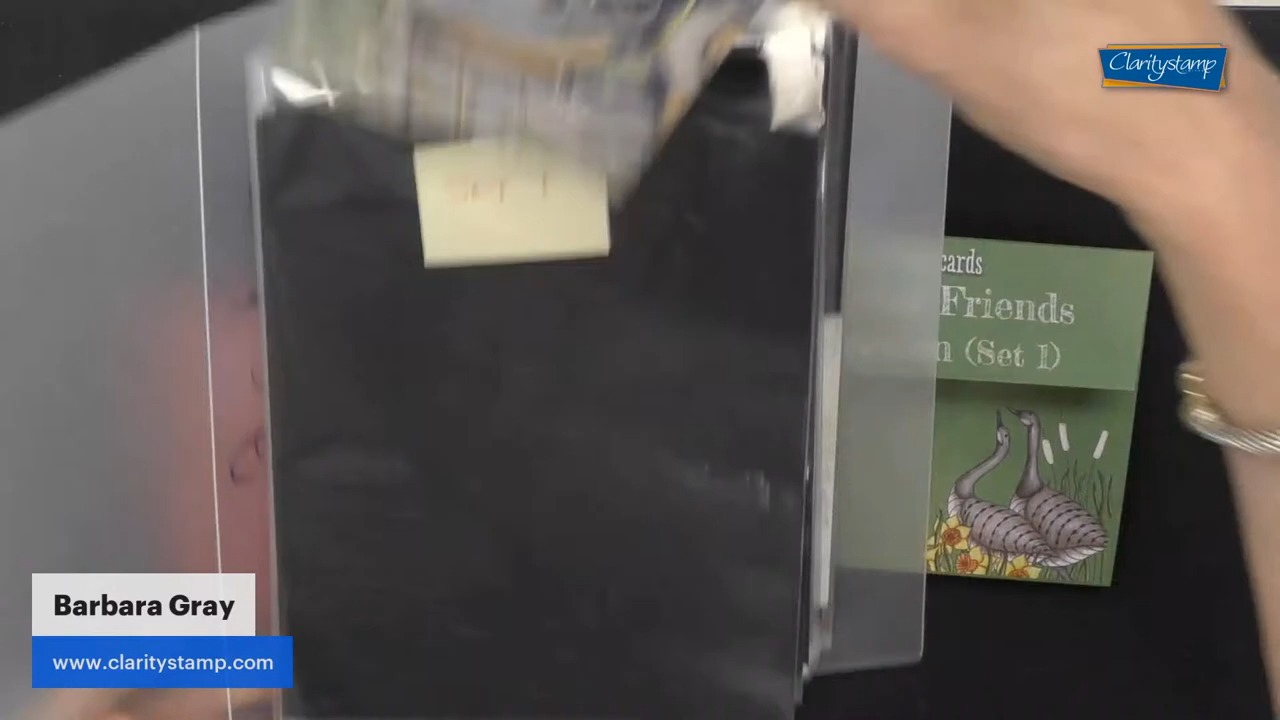 Claritystamp
cards
Friends
n (Set 1)
Barbara Gray
www.claritystamp.com